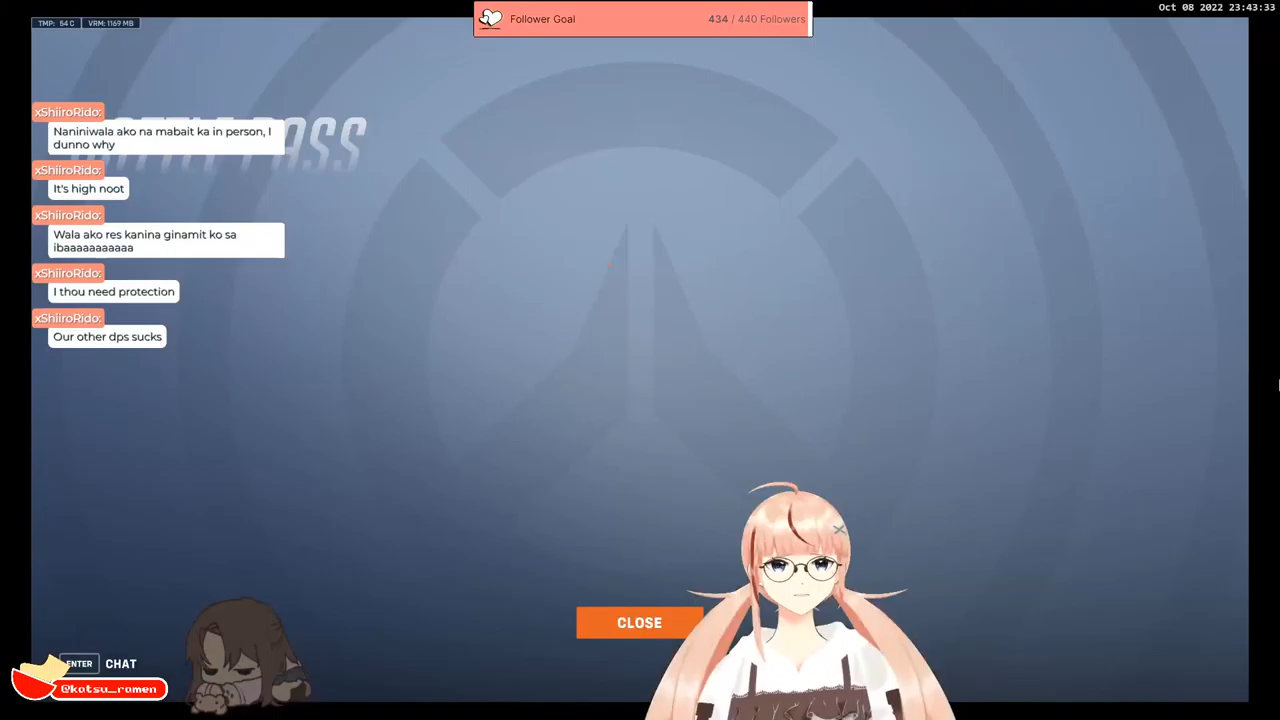 TMP: 54 C VRM: 1169 MB
Follower Goal 434 / 440 Followers
Oct 08 2022 23:43:33
PASS
xShiiroRido:
Naniniwala ako na mabait ka in person, I
dunno why
xShiiroRido:
It's high noot
xShiiroRido:
Wala ako res kanina ginamit ko sa
ibaaaaaaaaaaa
xShiiroRido:
I thou need protection
xShiiroRido:
Our other dps sucks
CLOSE
ENTER CHAT
@katsu_ramen